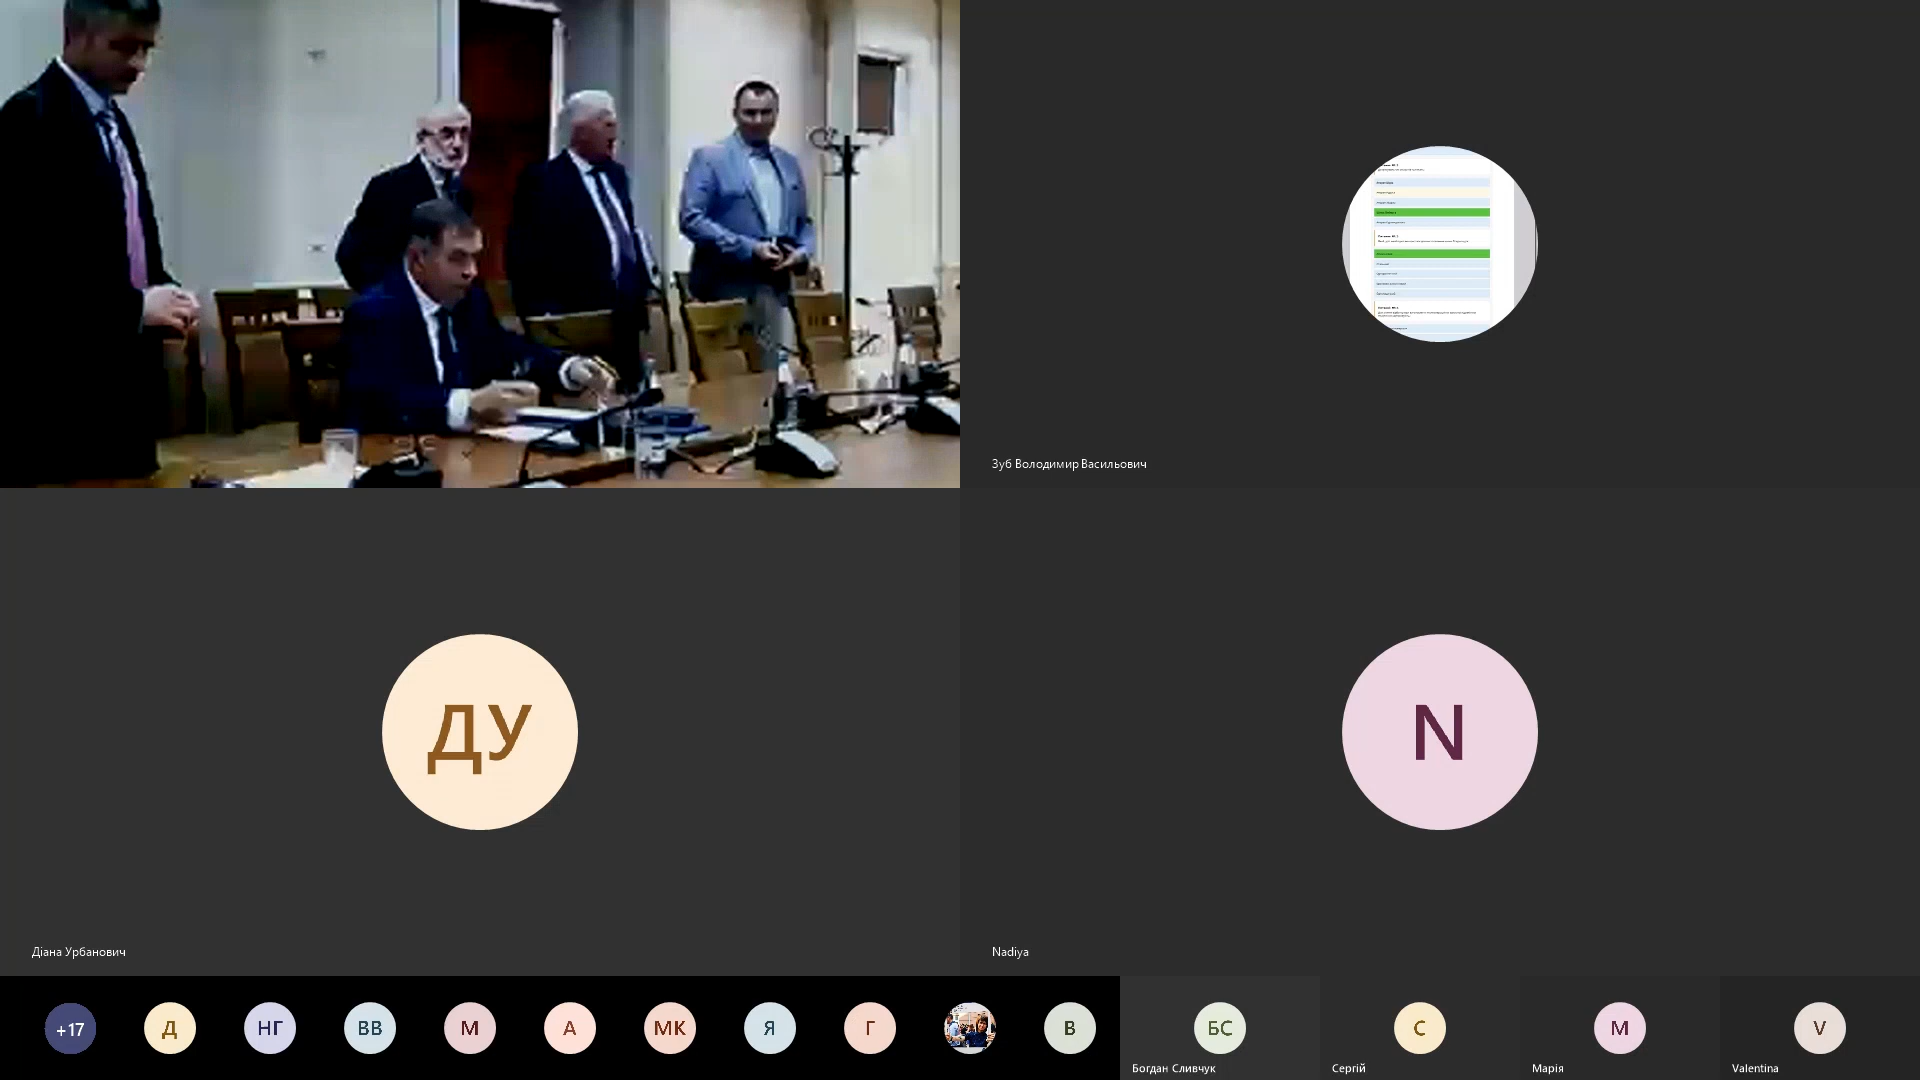 Зуб Володимир Васильович
ДУ
N
Діана Урбанович
Nadiya
+17
Д
НГ
ВВ
М
А
МК
Я
Г
В
БС
С
М
V
Богдан Сливчук
Сергій
Марія
Valentina